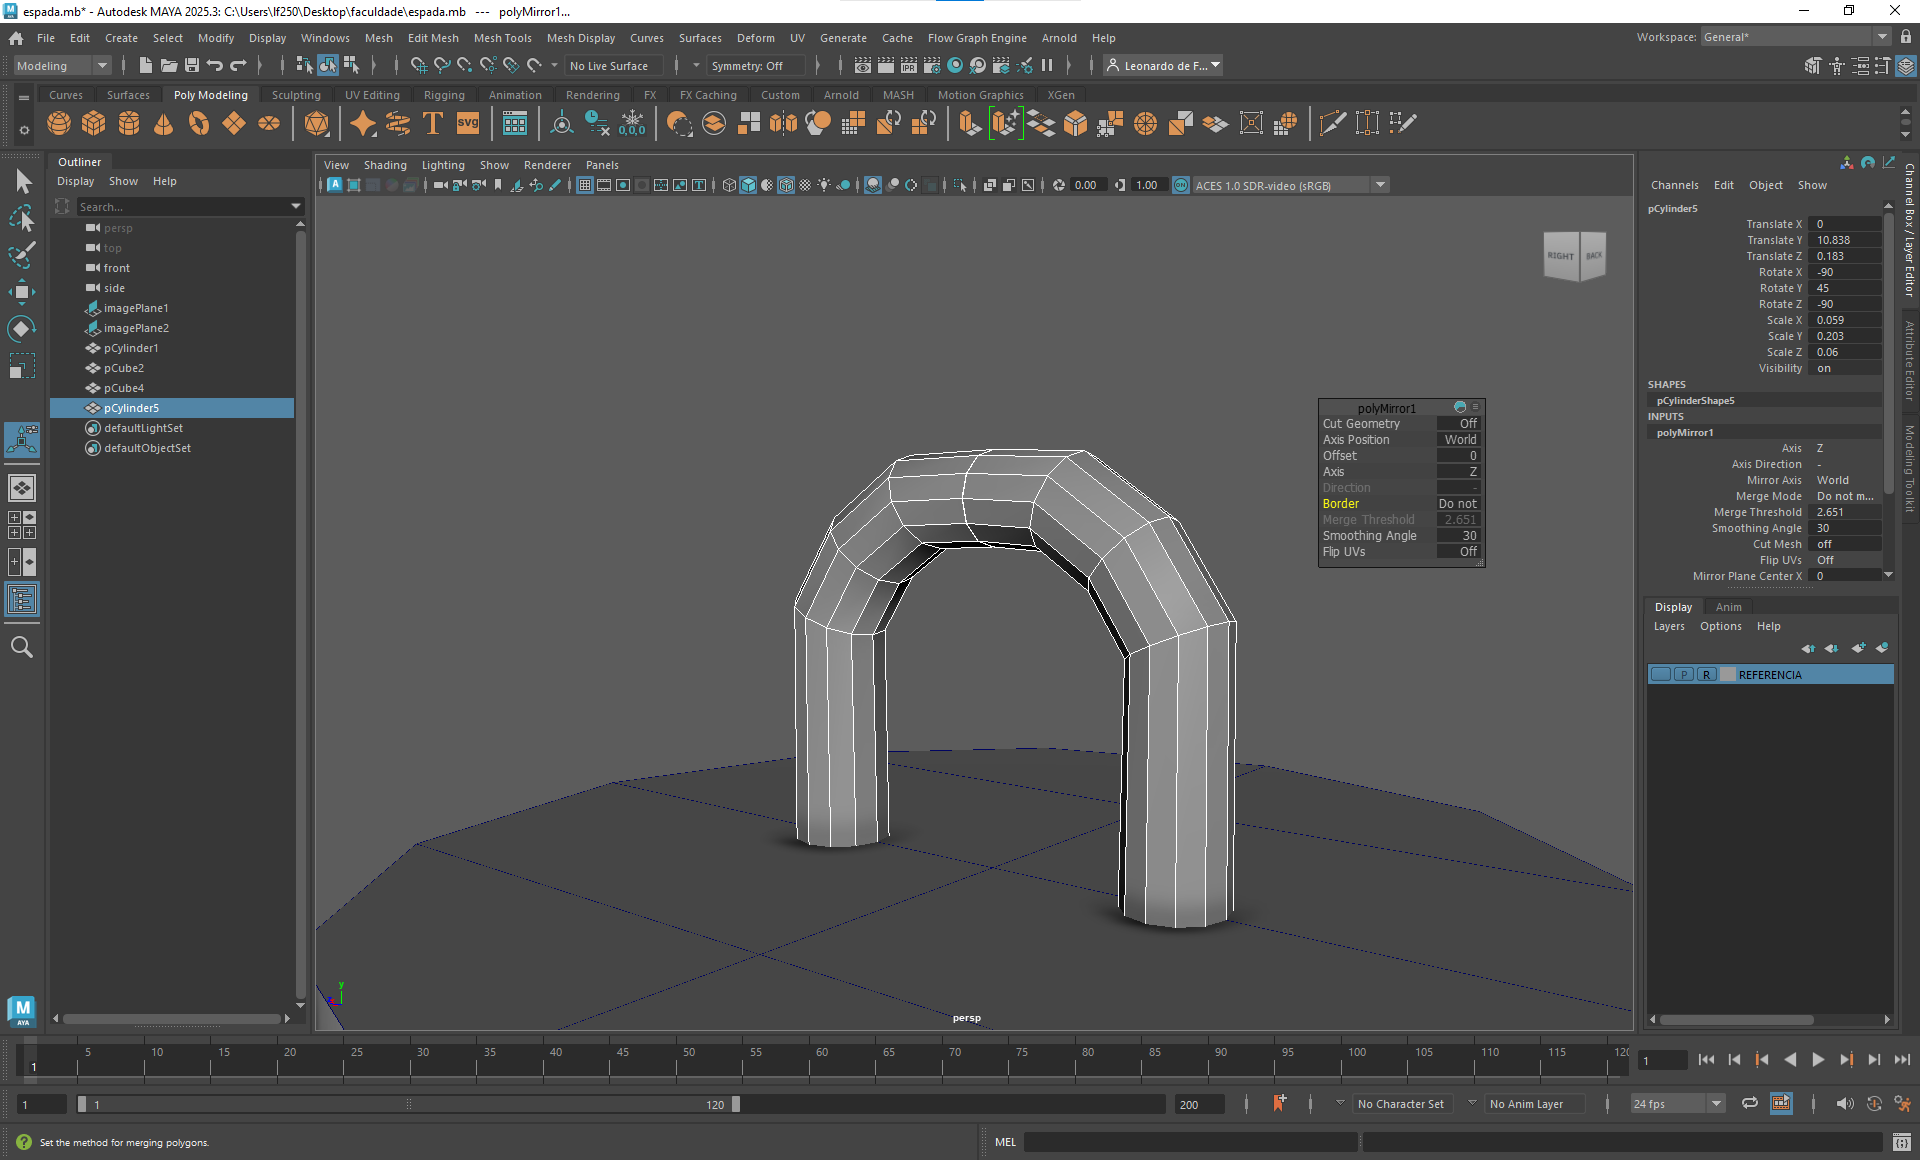 espada.mb* - Autodesk MAYA 2025.3: C:\Users\lf250\Desktop\faculdade\espada.mb --- polyMirror1...
File Edit Create Select Modify Display Windows Mesh Edit Mesh Mesh Tools Mesh Display Curves Surfaces Deform UV Generate Cache Flow Graph Engine Arnold Help
Workspace: General*
Modeling No Live Surface Symmetry: Off IPR Leonardo de F...
Curves Surfaces Poly Modeling Sculpting UV Editing Rigging Animation Rendering FX FX Caching Custom Arnold MASH Motion Graphics XGen
T SVG 0,0,0
Outliner
Display Show Help
Search...
persp
top
front
side
imagePlane1
imagePlane2
pCylinder1
pCube2
pCube4
pCylinder5
defaultLightSet
defaultObjectSet
M
AYA
View Shading Lighting Show Renderer Panels
A 0.00 1.00 ON ACES 1.0 SDR-video (sRGB)
RIGHT BACK
polyMirror1
Cut Geometry Off
Axis Position World
Offset 0
Axis Z
Direction -
Border Do not
Merge Threshold 2.651
Smoothing Angle 30
Flip UVs Off
y
z
persp
Channels Edit Object Show
pCylinder5
Translate X 0
Translate Y 10.838
Translate Z 0.183
Rotate X -90
Rotate Y 45
Rotate Z -90
Scale X 0.059
Scale Y 0.203
Scale Z 0.06
Visibility on
SHAPES
pCylinderShape5
INPUTS
polyMirror1
Axis Z
Axis Direction -
Mirror Axis World
Merge Mode Do not m...
Merge Threshold 2.651
Smoothing Angle 30
Cut Mesh off
Flip UVs Off
Mirror Plane Center X 0
Channel Box / Layer Editor
Attribute Editor
Modeling Toolkit
Display Anim
Layers Options Help
P R REFERENCIA
5 10 15 20 25 30 35 40 45 50 55 60 65 70 75 80 85 90 95 100 105 110 115 120
1
1
1 1 120 200 No Character Set No Anim Layer 24 fps
Set the method for merging polygons.
MEL